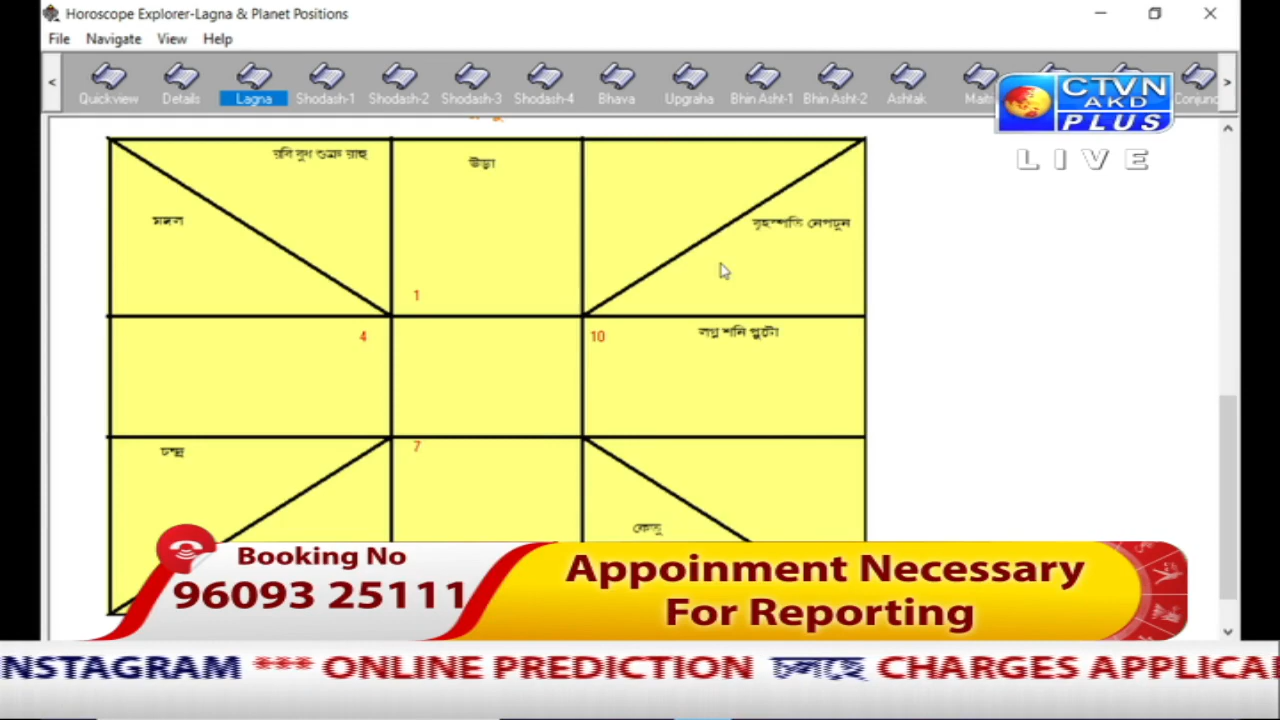 Horoscope Explorer-Lagna & Planet Positions
File Navigate View Help
< Quickview Details Lagna Shodash-1 Shodash-2 Shodash-3 Shodash-4 Bhava Upgraha Bhin Asht-1 Bhin Asht-2 Ashtak >
CTVN
AKD
PLUS
LIVE
রবি বুধ শুক্র রাহু
মঙ্গল
বৃহস্পতি নেপচুন
1
4
10
লগ্ন শনি প্লুটো
চন্দ্র
7
কেতু
Booking No
96093 25111
Appoinment Necessary
For Reporting
NSTAGRAM *** ONLINE PREDICTION চলছে CHARGES APPLICA